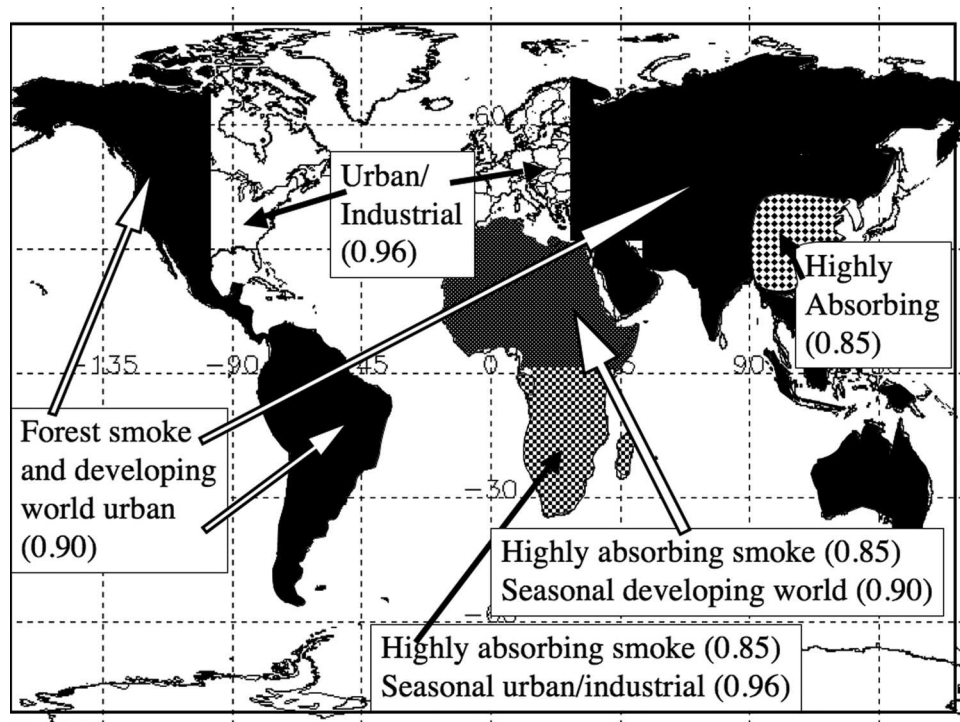 60
Urban/
Industrial
(0.96)
Highly
Absorbing
(0.85)
-135
-90
45
0
90
Forest smoke
and developing
world urban
(0.90)
-30
Highly absorbing smoke (0.85)
Seasonal developing world (0.90)
Highly absorbing smoke (0.85)
Seasonal urban/industrial (0.96)